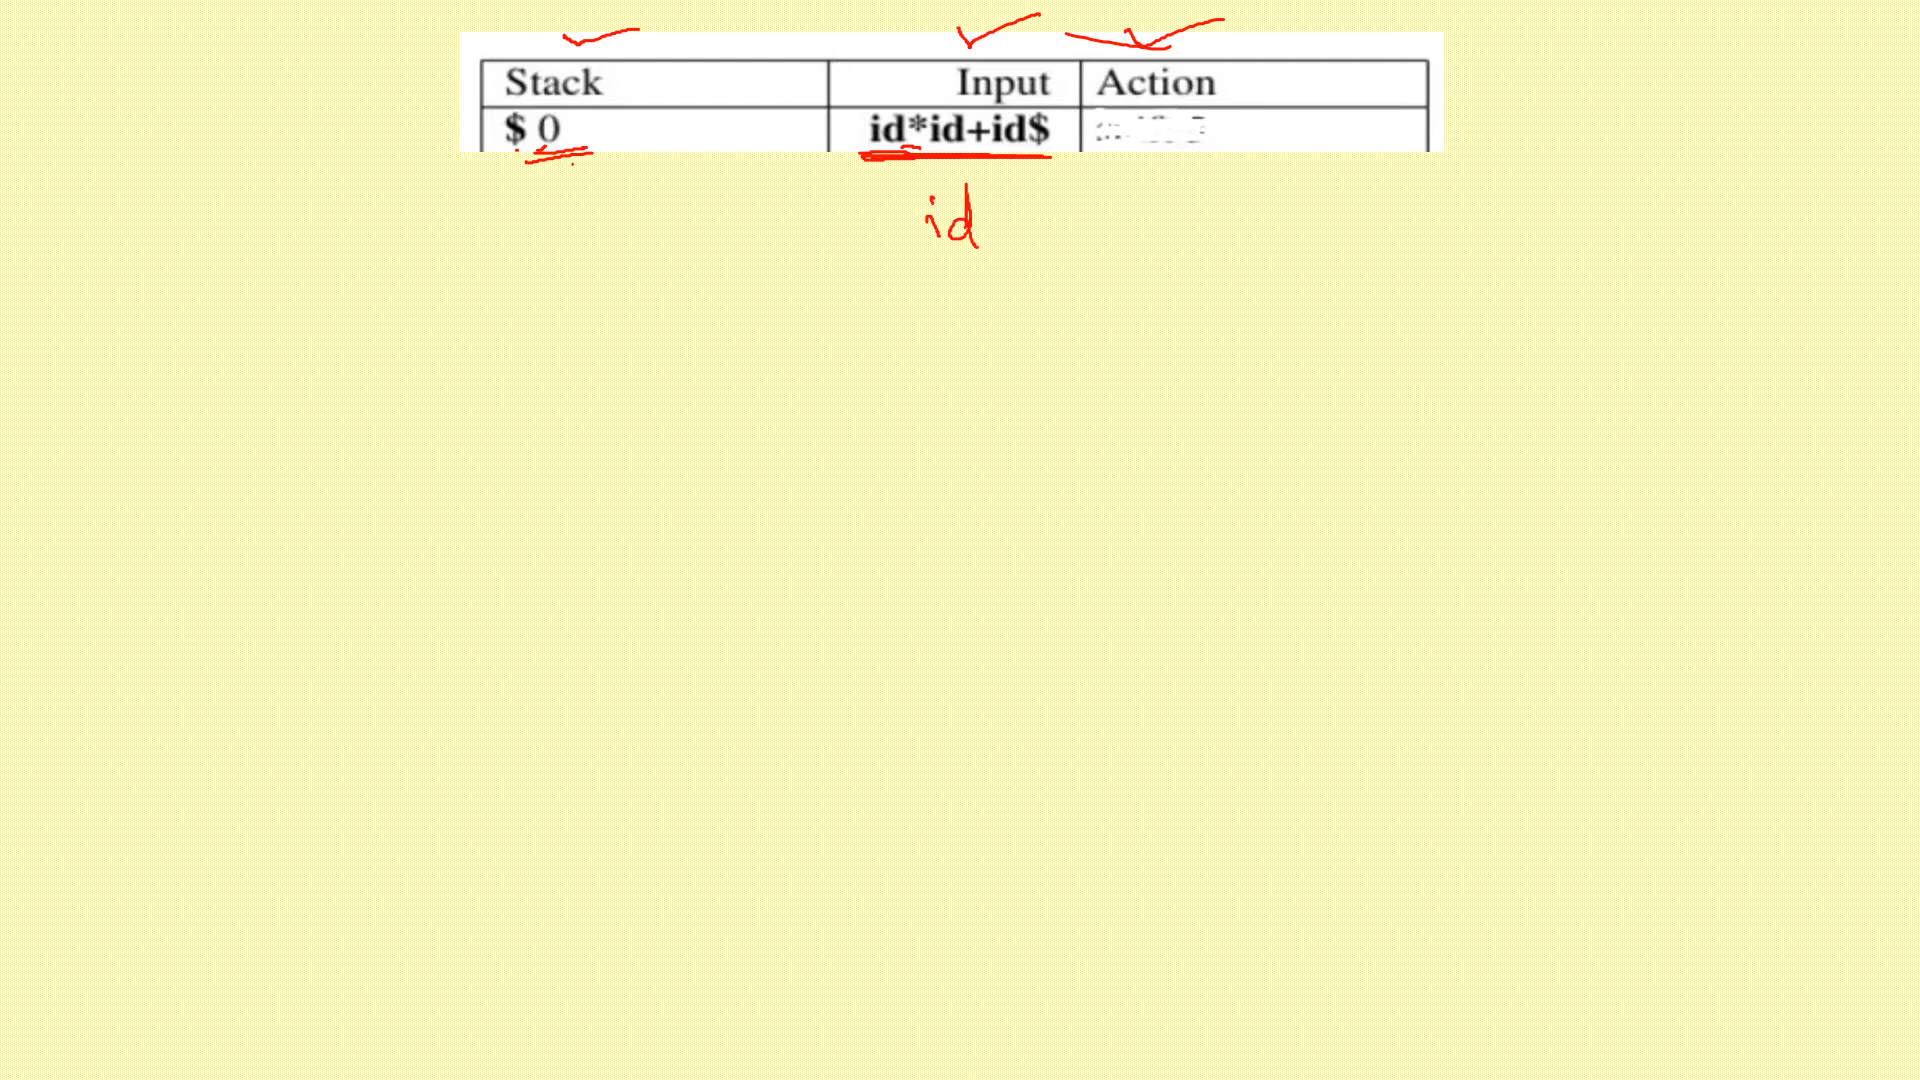 Stack Input Action
$ 0 id*id+id$
id